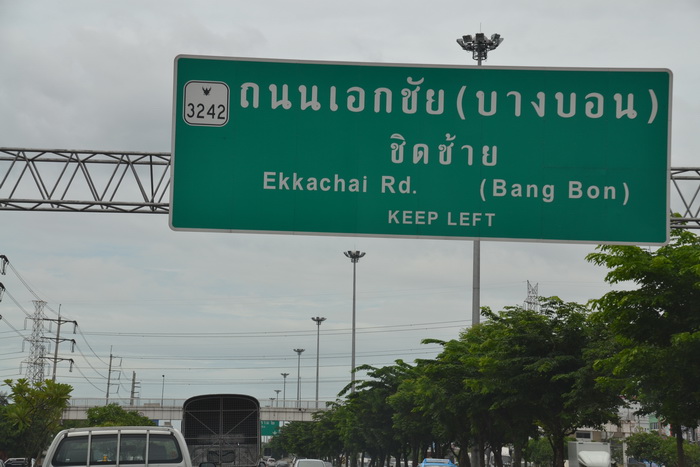 3242
ถนนเอกชัย (บางบอน)
ชิดซ้าย
Ekkachai Rd. (Bang Bon)
KEEP LEFT